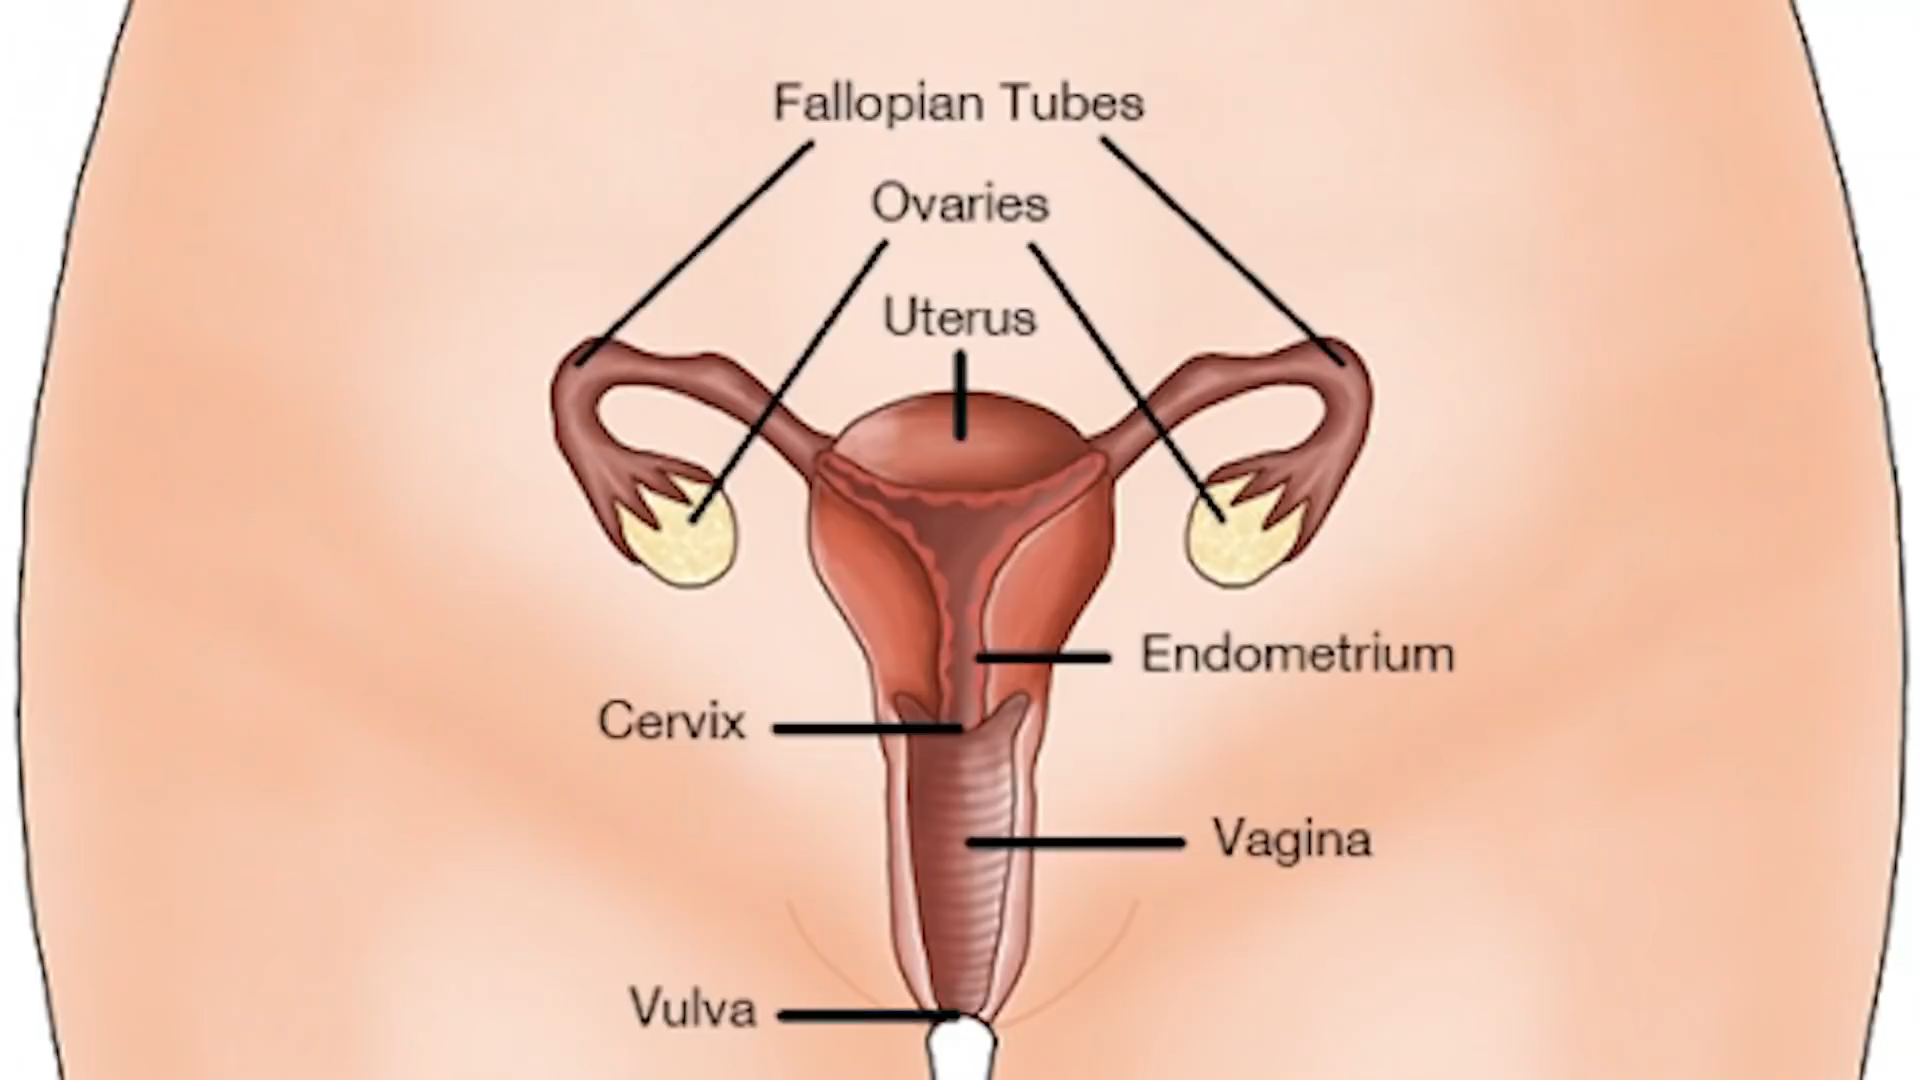 Fallopian Tubes
Ovaries
Uterus
Endometrium
Cervix
Vagina
Vulva